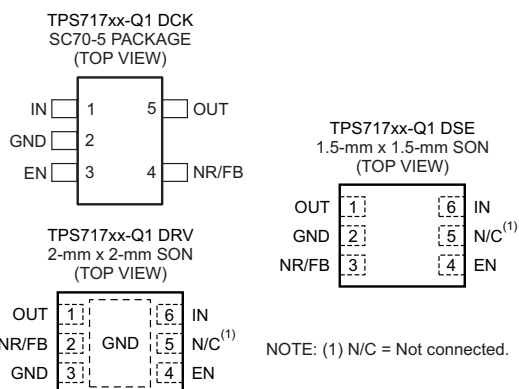 TPS717xx-Q1 DCK
SC70-5 PACKAGE
(TOP VIEW)
IN 1 5 OUT
GND 2
EN 3 4 NR/FB
TPS717xx-Q1 DSE
1.5-mm x 1.5-mm SON
(TOP VIEW)
OUT 1 6 IN
GND 2 5 N/C(1)
NR/FB 3 4 EN
TPS717xx-Q1 DRV
2-mm x 2-mm SON
(TOP VIEW)
OUT 1 6 IN
NR/FB 2 GND 5 N/C(1)
GND 3 4 EN
NOTE: (1) N/C = Not connected.